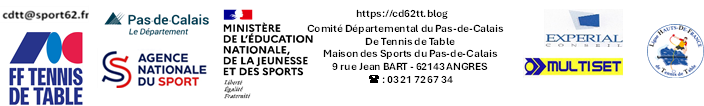 cdtt@sport62.fr
FF TENNIS
DE TABLE
Pas-de-Calais
Le Département
AGENCE
NATIONALE
DU SPORT
MINISTÈRE
DE L'ÉDUCATION
NATIONALE,
DE LA JEUNESSE
ET DES SPORTS
Liberté
Égalité
Fraternité
https://cd62tt.blog
Comité Départemental du Pas-de-Calais
De Tennis de Table
Maison des Sports du Pas-de-Calais
9 rue Jean BART - 62143 ANGRES
☎ : 03 21 72 67 34
EXPERIAL
CONSEIL
MULTISET
Ligue HAUTS-DE-FRANCE
de Tennis de Table